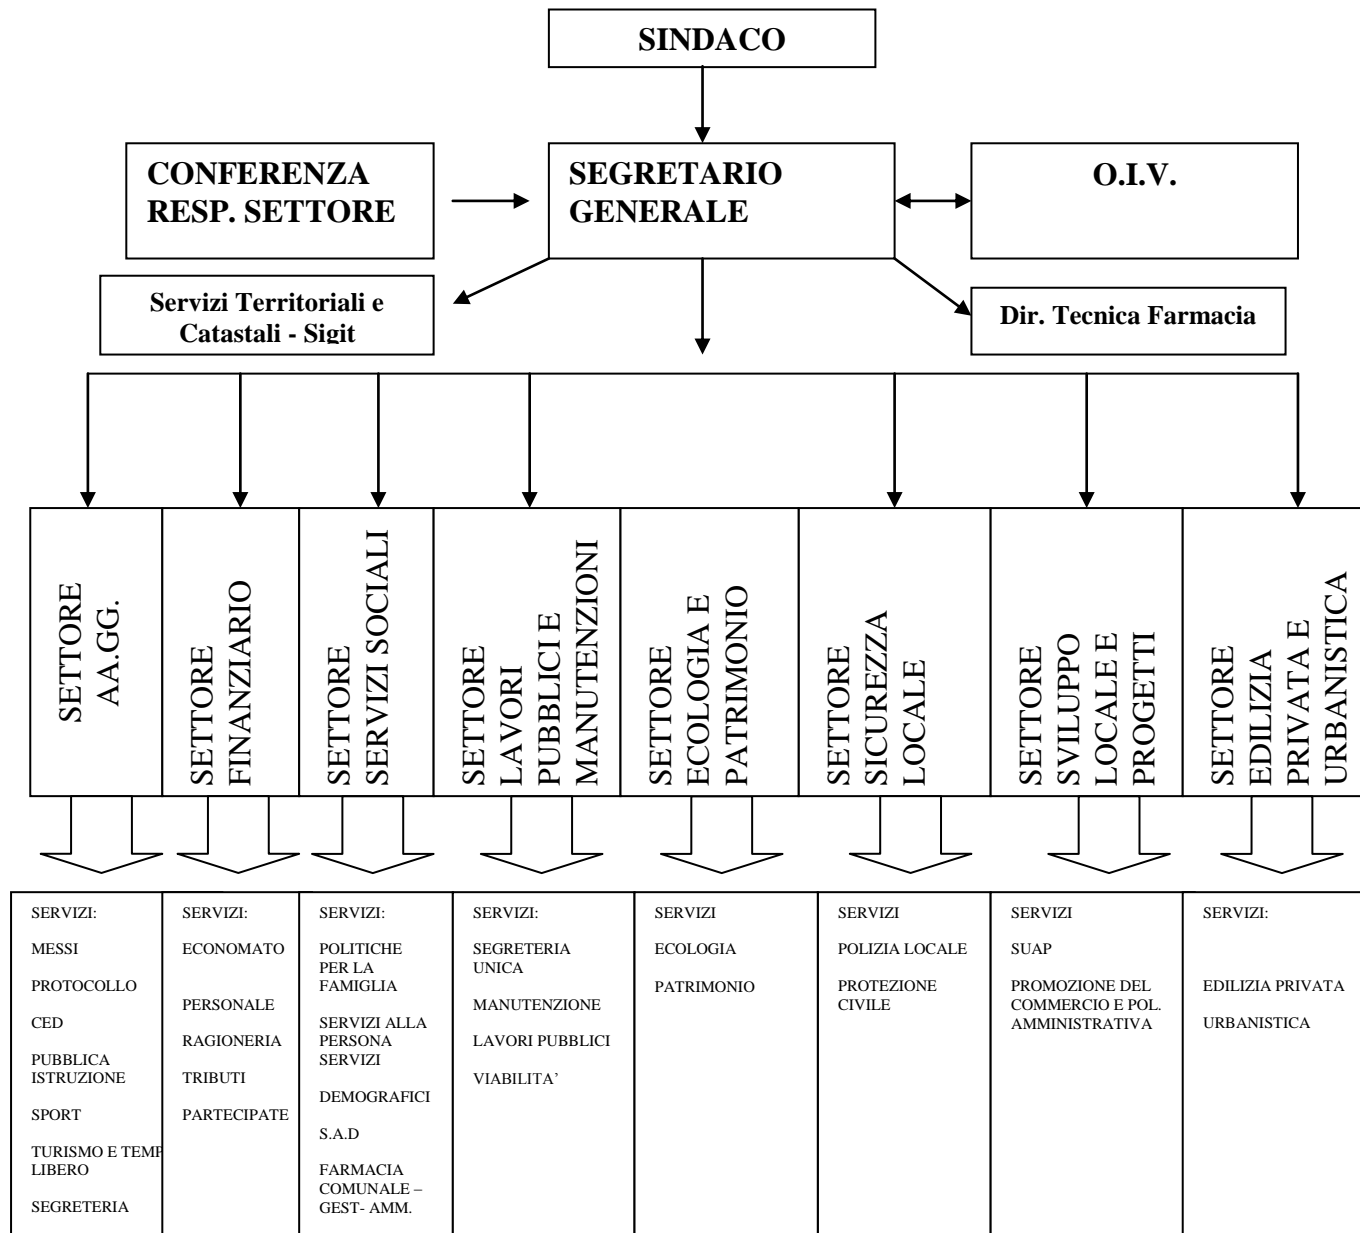 SINDACO
CONFERENZA
RESP. SETTORE
SEGRETARIO
GENERALE
O.I.V.
Servizi Territoriali e
Catastali - Sigit
Dir. Tecnica Farmacia
SETTORE
AA.GG.
SETTORE
FINANZIARIO
SETTORE
SERVIZI SOCIALI
SETTORE
LAVORI
PUBBLICI E
MANUTENZIONI
SETTORE
ECOLOGIA E
PATRIMONIO
SETTORE
SICUREZZA
LOCALE
SETTORE
SVILUPPO
LOCALE E
PROGETTI
SETTORE
EDILIZIA
PRIVATA E
URBANISTICA
SERVIZI:
MESSI
PROTOCOLLO
CED
PUBBLICA
ISTRUZIONE
SPORT
TURISMO E TEMP
LIBERO
SEGRETERIA
SERVIZI:
ECONOMATO
PERSONALE
RAGIONERIA
TRIBUTI
PARTECIPATE
SERVIZI:
POLITICHE
PER LA
FAMIGLIA
SERVIZI ALLA
PERSONA
SERVIZI
DEMOGRAFICI
S.A.D
FARMACIA
COMUNALE –
GEST- AMM.
SERVIZI:
SEGRETERIA
UNICA
MANUTENZIONE
LAVORI PUBBLICI
VIABILITA’
SERVIZI
ECOLOGIA
PATRIMONIO
SERVIZI
POLIZIA LOCALE
PROTEZIONE
CIVILE
SERVIZI
SUAP
PROMOZIONE DEL
COMMERCIO E POL.
AMMINISTRATIVA
SERVIZI:
EDILIZIA PRIVATA
URBANISTICA